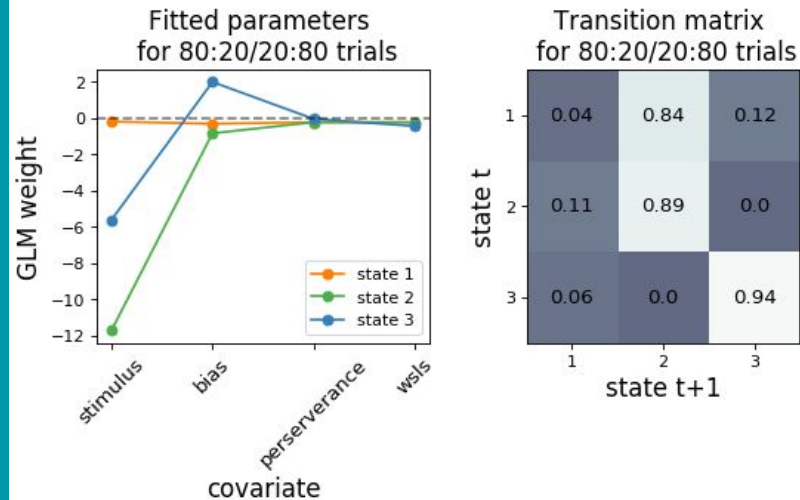 Fitted parameters
for 80:20/20:80 trials
GLM weight
2
0
−2
−4
−6
−8
−10
−12
state 1
state 2
state 3
stimulus
bias
perserverance
wsls
covariate
Transition matrix
for 80:20/20:80 trials
state t
1
0.04 0.84 0.12
2
0.11 0.89 0.0
3
0.06 0.0 0.94
1 2 3
state t+1